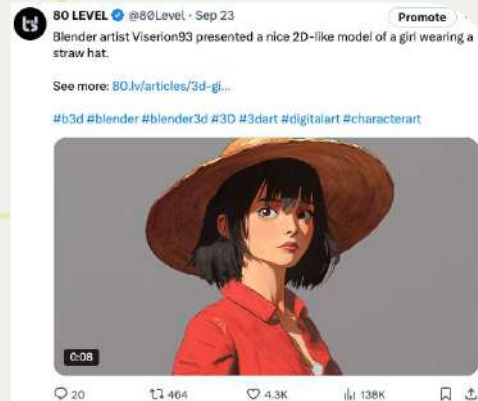 80 LEVEL @80Level · Sep 23
Promote
Blender artist Viserion93 presented a nice 2D-like model of a girl wearing a
straw hat.
See more: 80.lv/articles/3d-gi...
#b3d #blender #blender3d #3D #3dart #digitalart #characterart
0:08
20 464 4.3K 138K